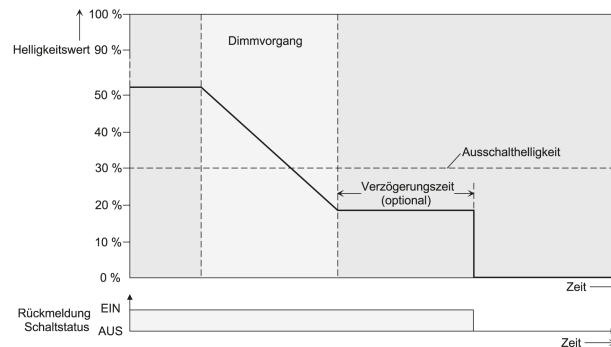 100 %
Helligkeitswert
90 %
Dimmvorgang
50 %
40 %
Ausschalthelligkeit
30 %
Verzögerungszeit
(optional)
20 %
10 %
0 %
Zeit
Rückmeldung
Schaltstatus
EIN
AUS
Zeit